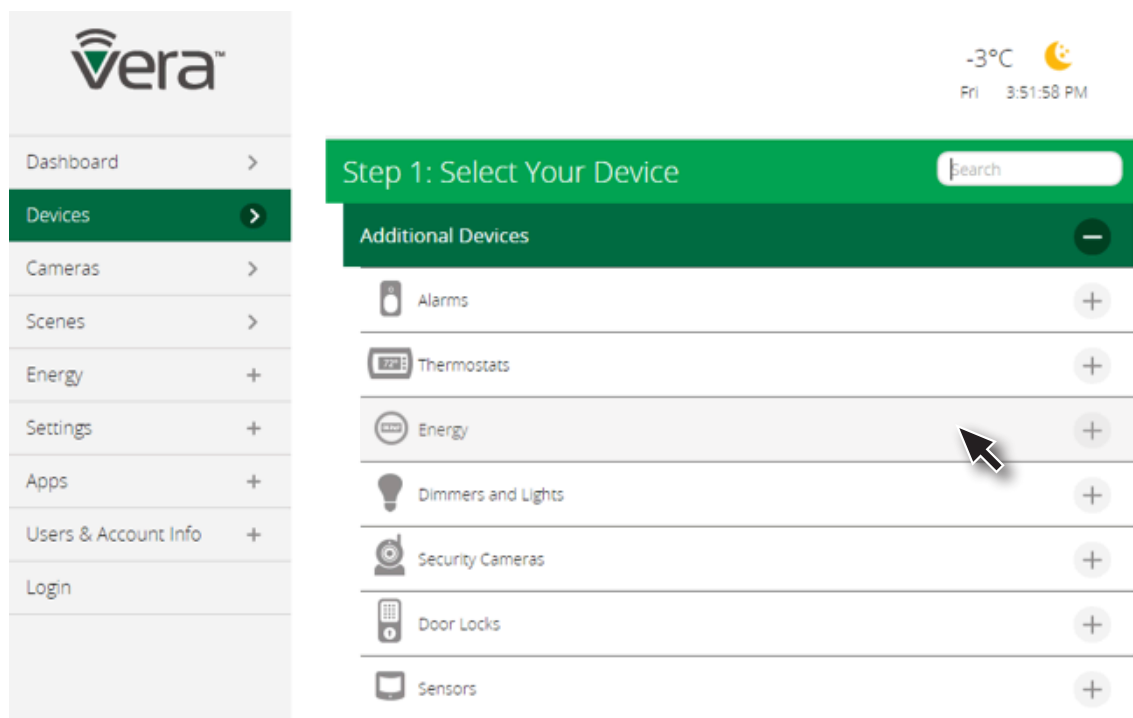 vera™
-3°C
Fri 3:51:58 PM
Dashboard
Devices
Cameras
Scenes
Energy
Settings
Apps
Users & Account Info
Login
Step 1: Select Your Device
Search
Additional Devices
Alarms
72°
Thermostats
Energy
Dimmers and Lights
Security Cameras
Door Locks
Sensors